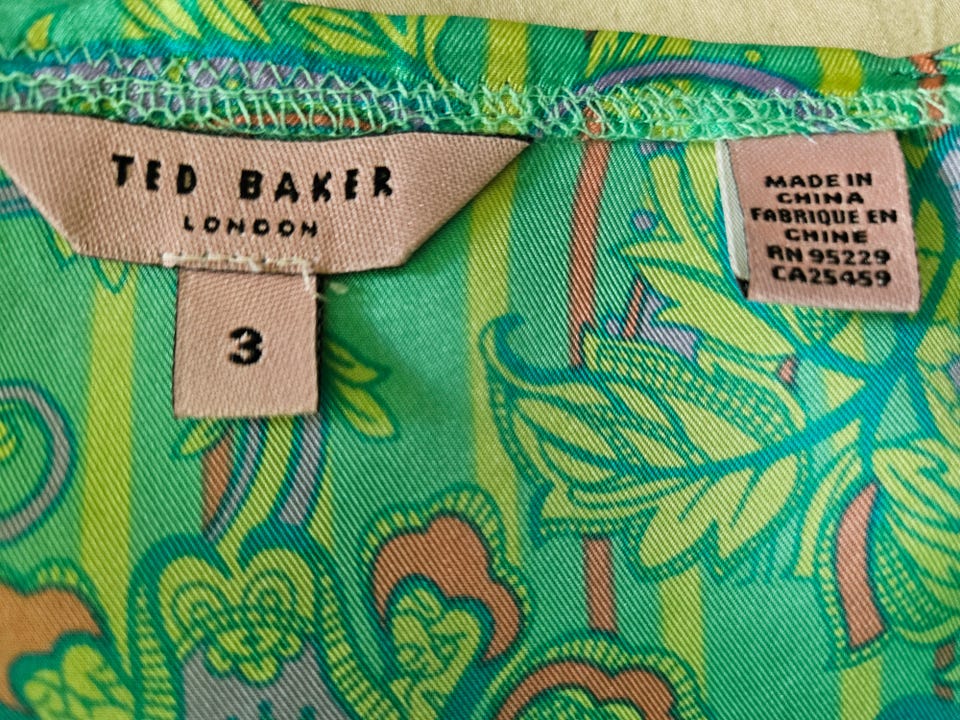 TED BAKER
LONDON
3
MADE IN
CHINA
FABRIQUE EN
CHINE
RN 95229
CA25459